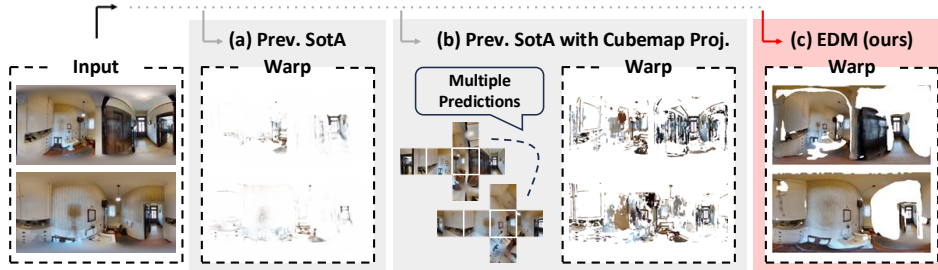 (a) Prev. SotA
(b) Prev. SotA with Cubemap Proj.
(c) EDM (ours)
Input
Warp
Multiple
Predictions
Warp
Warp